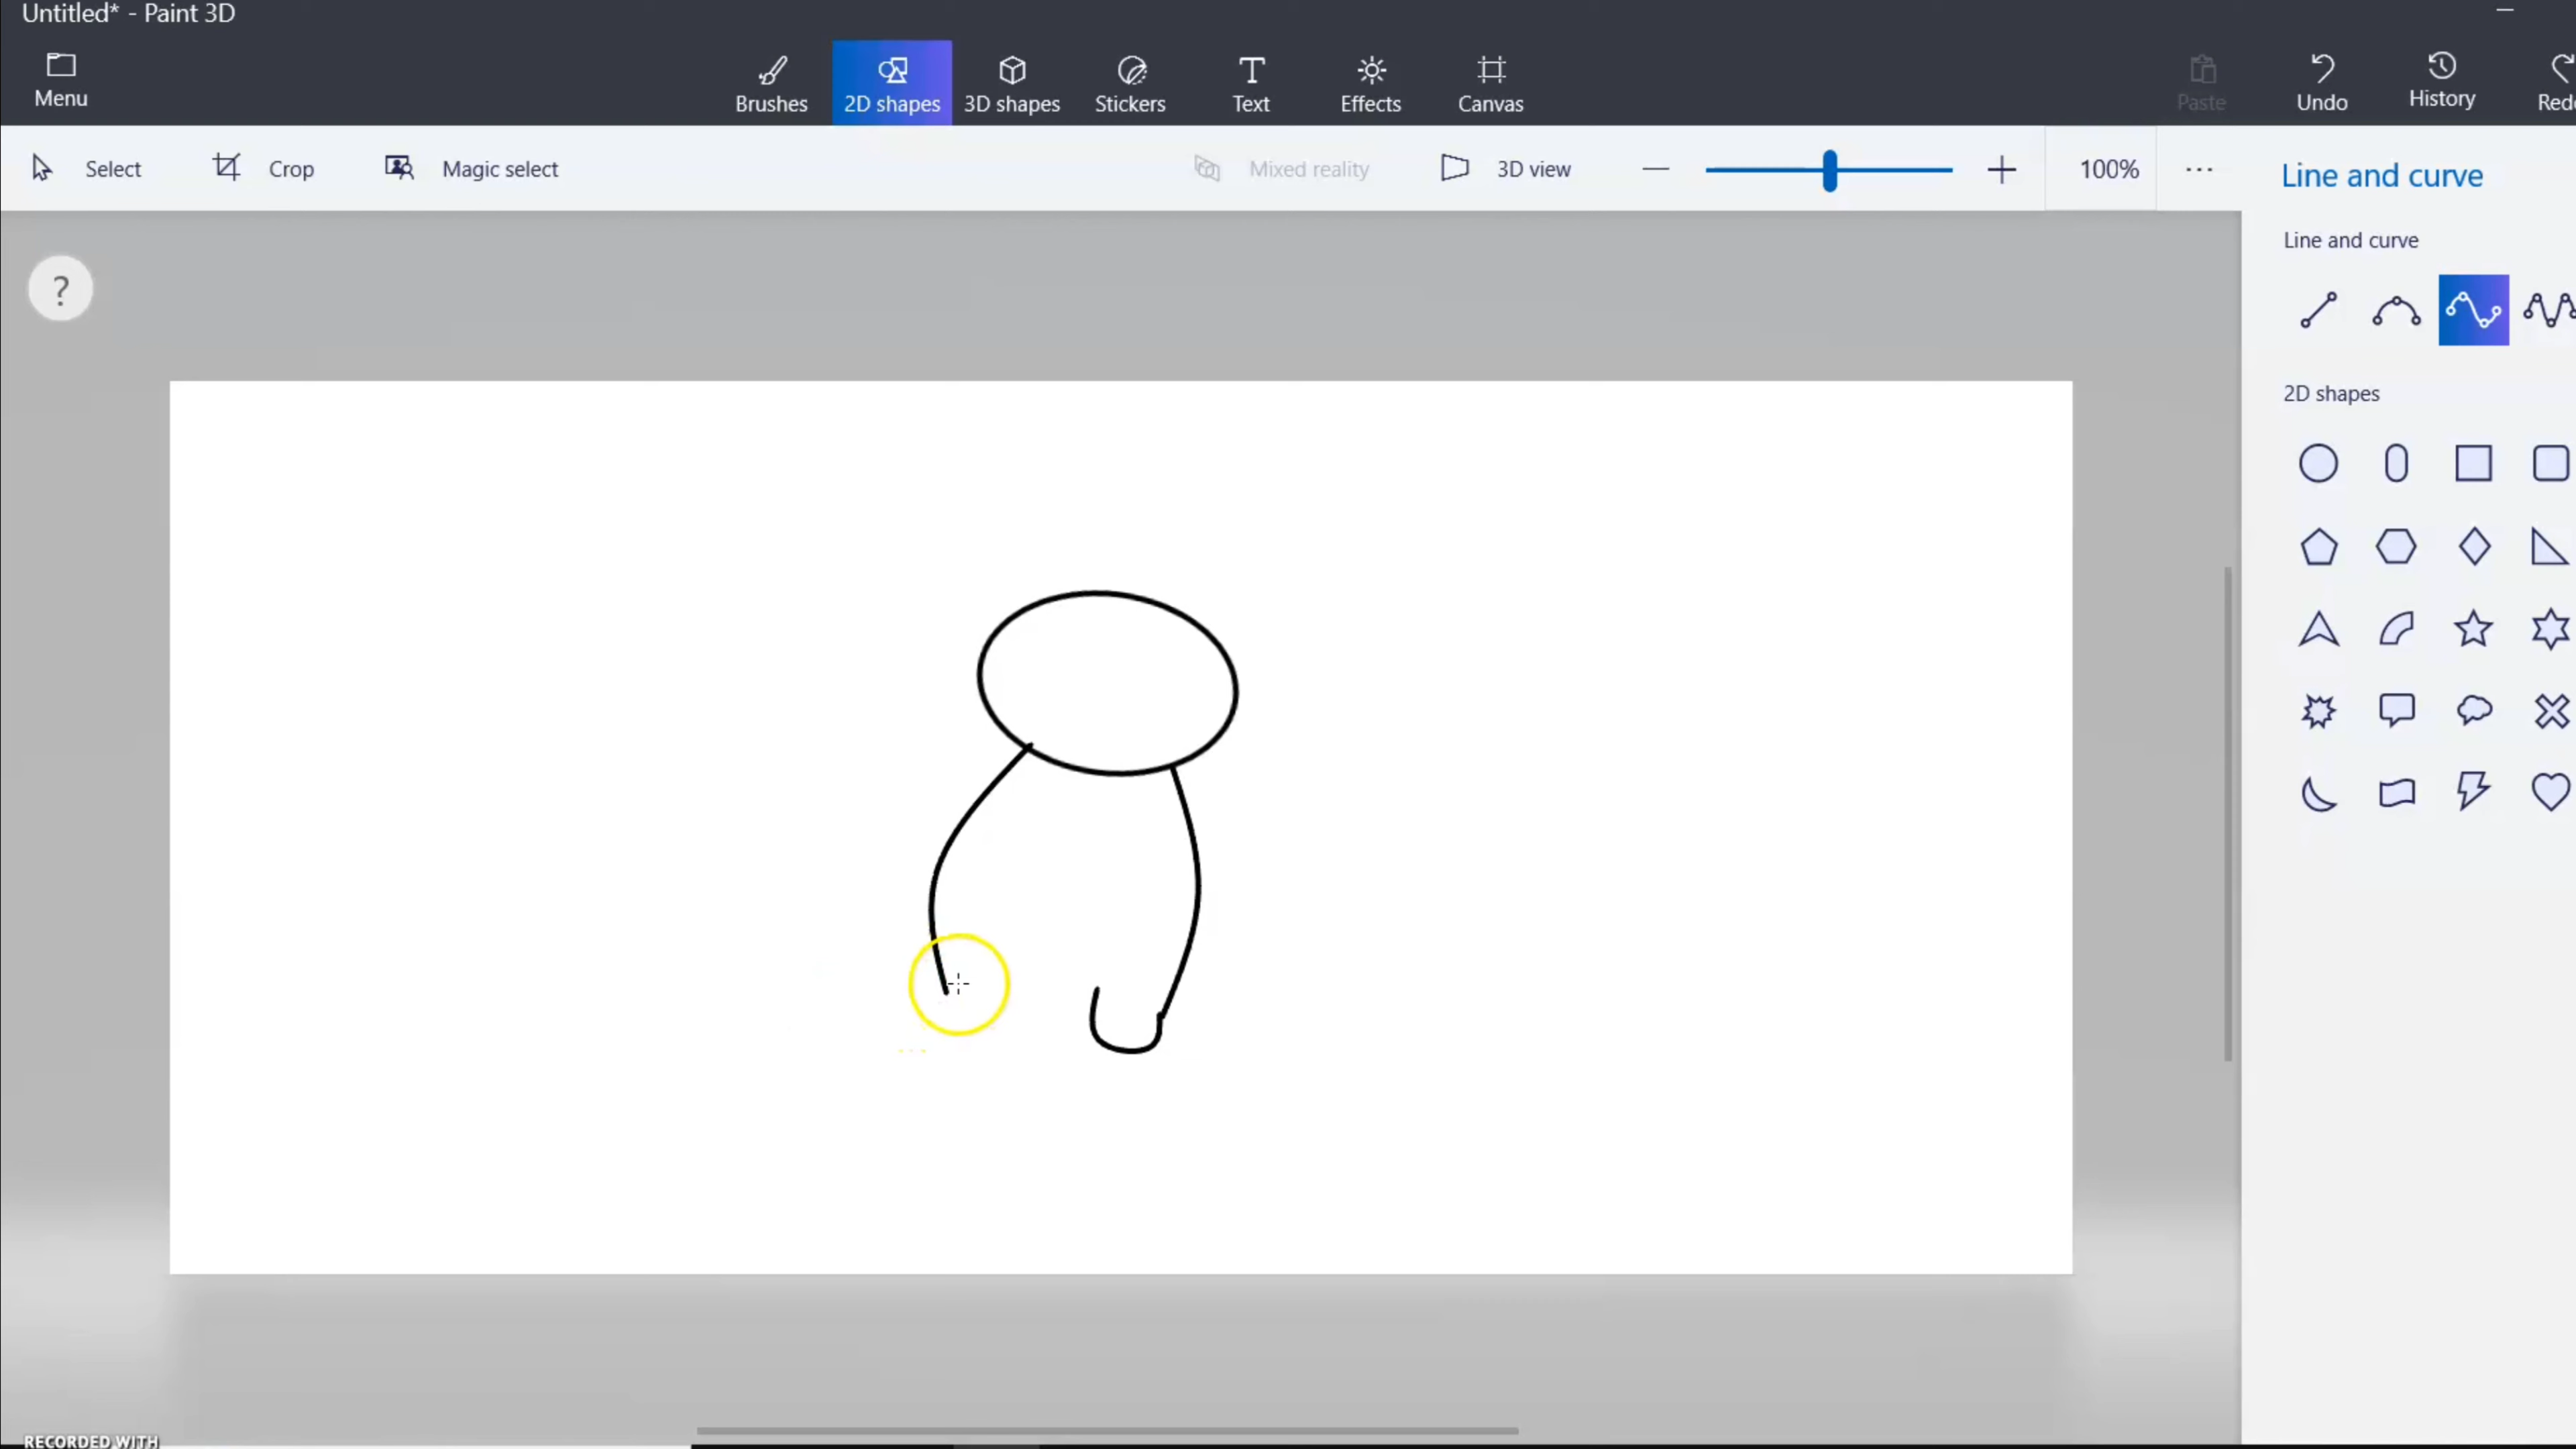 Untitled* - Paint 3D
Menu
Brushes
2D shapes
3D shapes
Stickers
Text
Effects
Canvas
Paste
Undo
History
Select
Crop
Magic select
Mixed reality
3D view
100%
Line and curve
Line and curve
2D shapes
RECORDED WITH